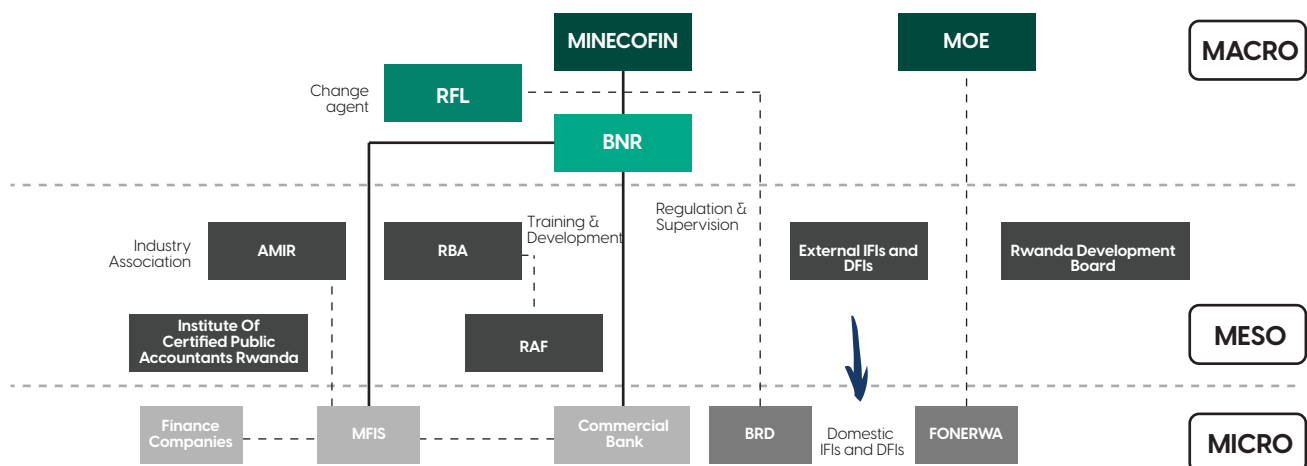 MINECOFIN
MOE
MACRO
Change
agent
RFL
BNR
Industry
Association
AMIR
RBA
Training &
Development
Regulation &
Supervision
External IFIs and
DFIs
Rwanda Development
Board
Institute Of
Certified Public
Accountants Rwanda
RAF
MESO
Finance
Companies
MFIS
Commercial
Bank
BRD
Domestic
IFIs and DFIs
FONERWA
MICRO